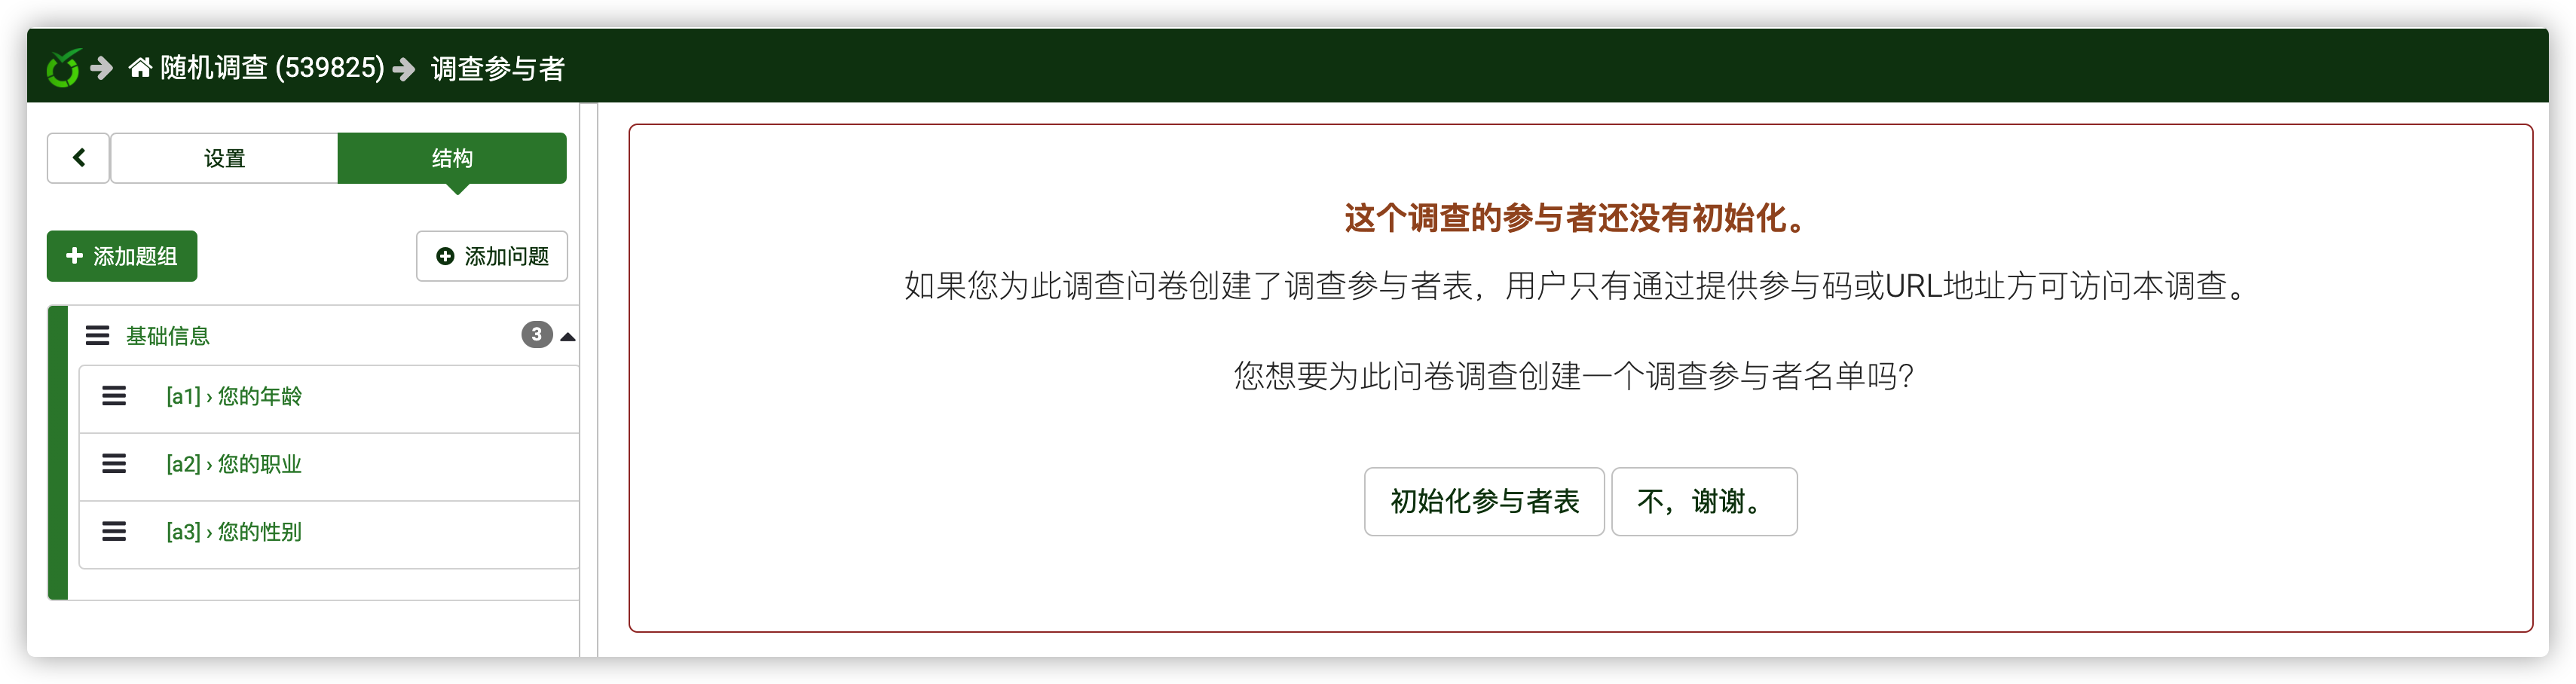 随机调查 (539825) 调查参与者
设置 结构
添加题组 添加问题
基础信息 3
[a1] › 您的年龄
[a2] › 您的职业
[a3] › 您的性别
这个调查的参与者还没有初始化。
如果您为此调查问卷创建了调查参与者表，用户只有通过提供参与码或URL地址方可访问本调查。
您想要为此问卷调查创建一个调查参与者名单吗？
初始化参与者表 不，谢谢。